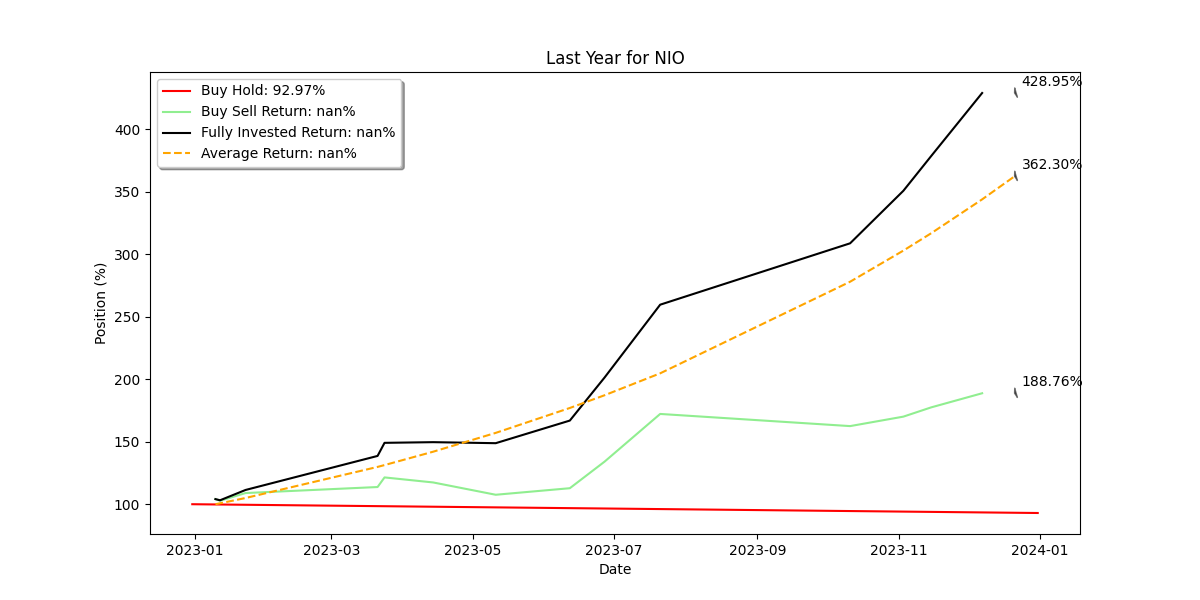 Last Year for NIO
Buy Hold: 92.97%
Buy Sell Return: nan%
Fully Invested Return: nan%
Average Return: nan%
428.95%
362.30%
188.76%
Position (%)
400
350
300
250
200
150
100
2023-01 2023-03 2023-05 2023-07 2023-09 2023-11 2024-01
Date